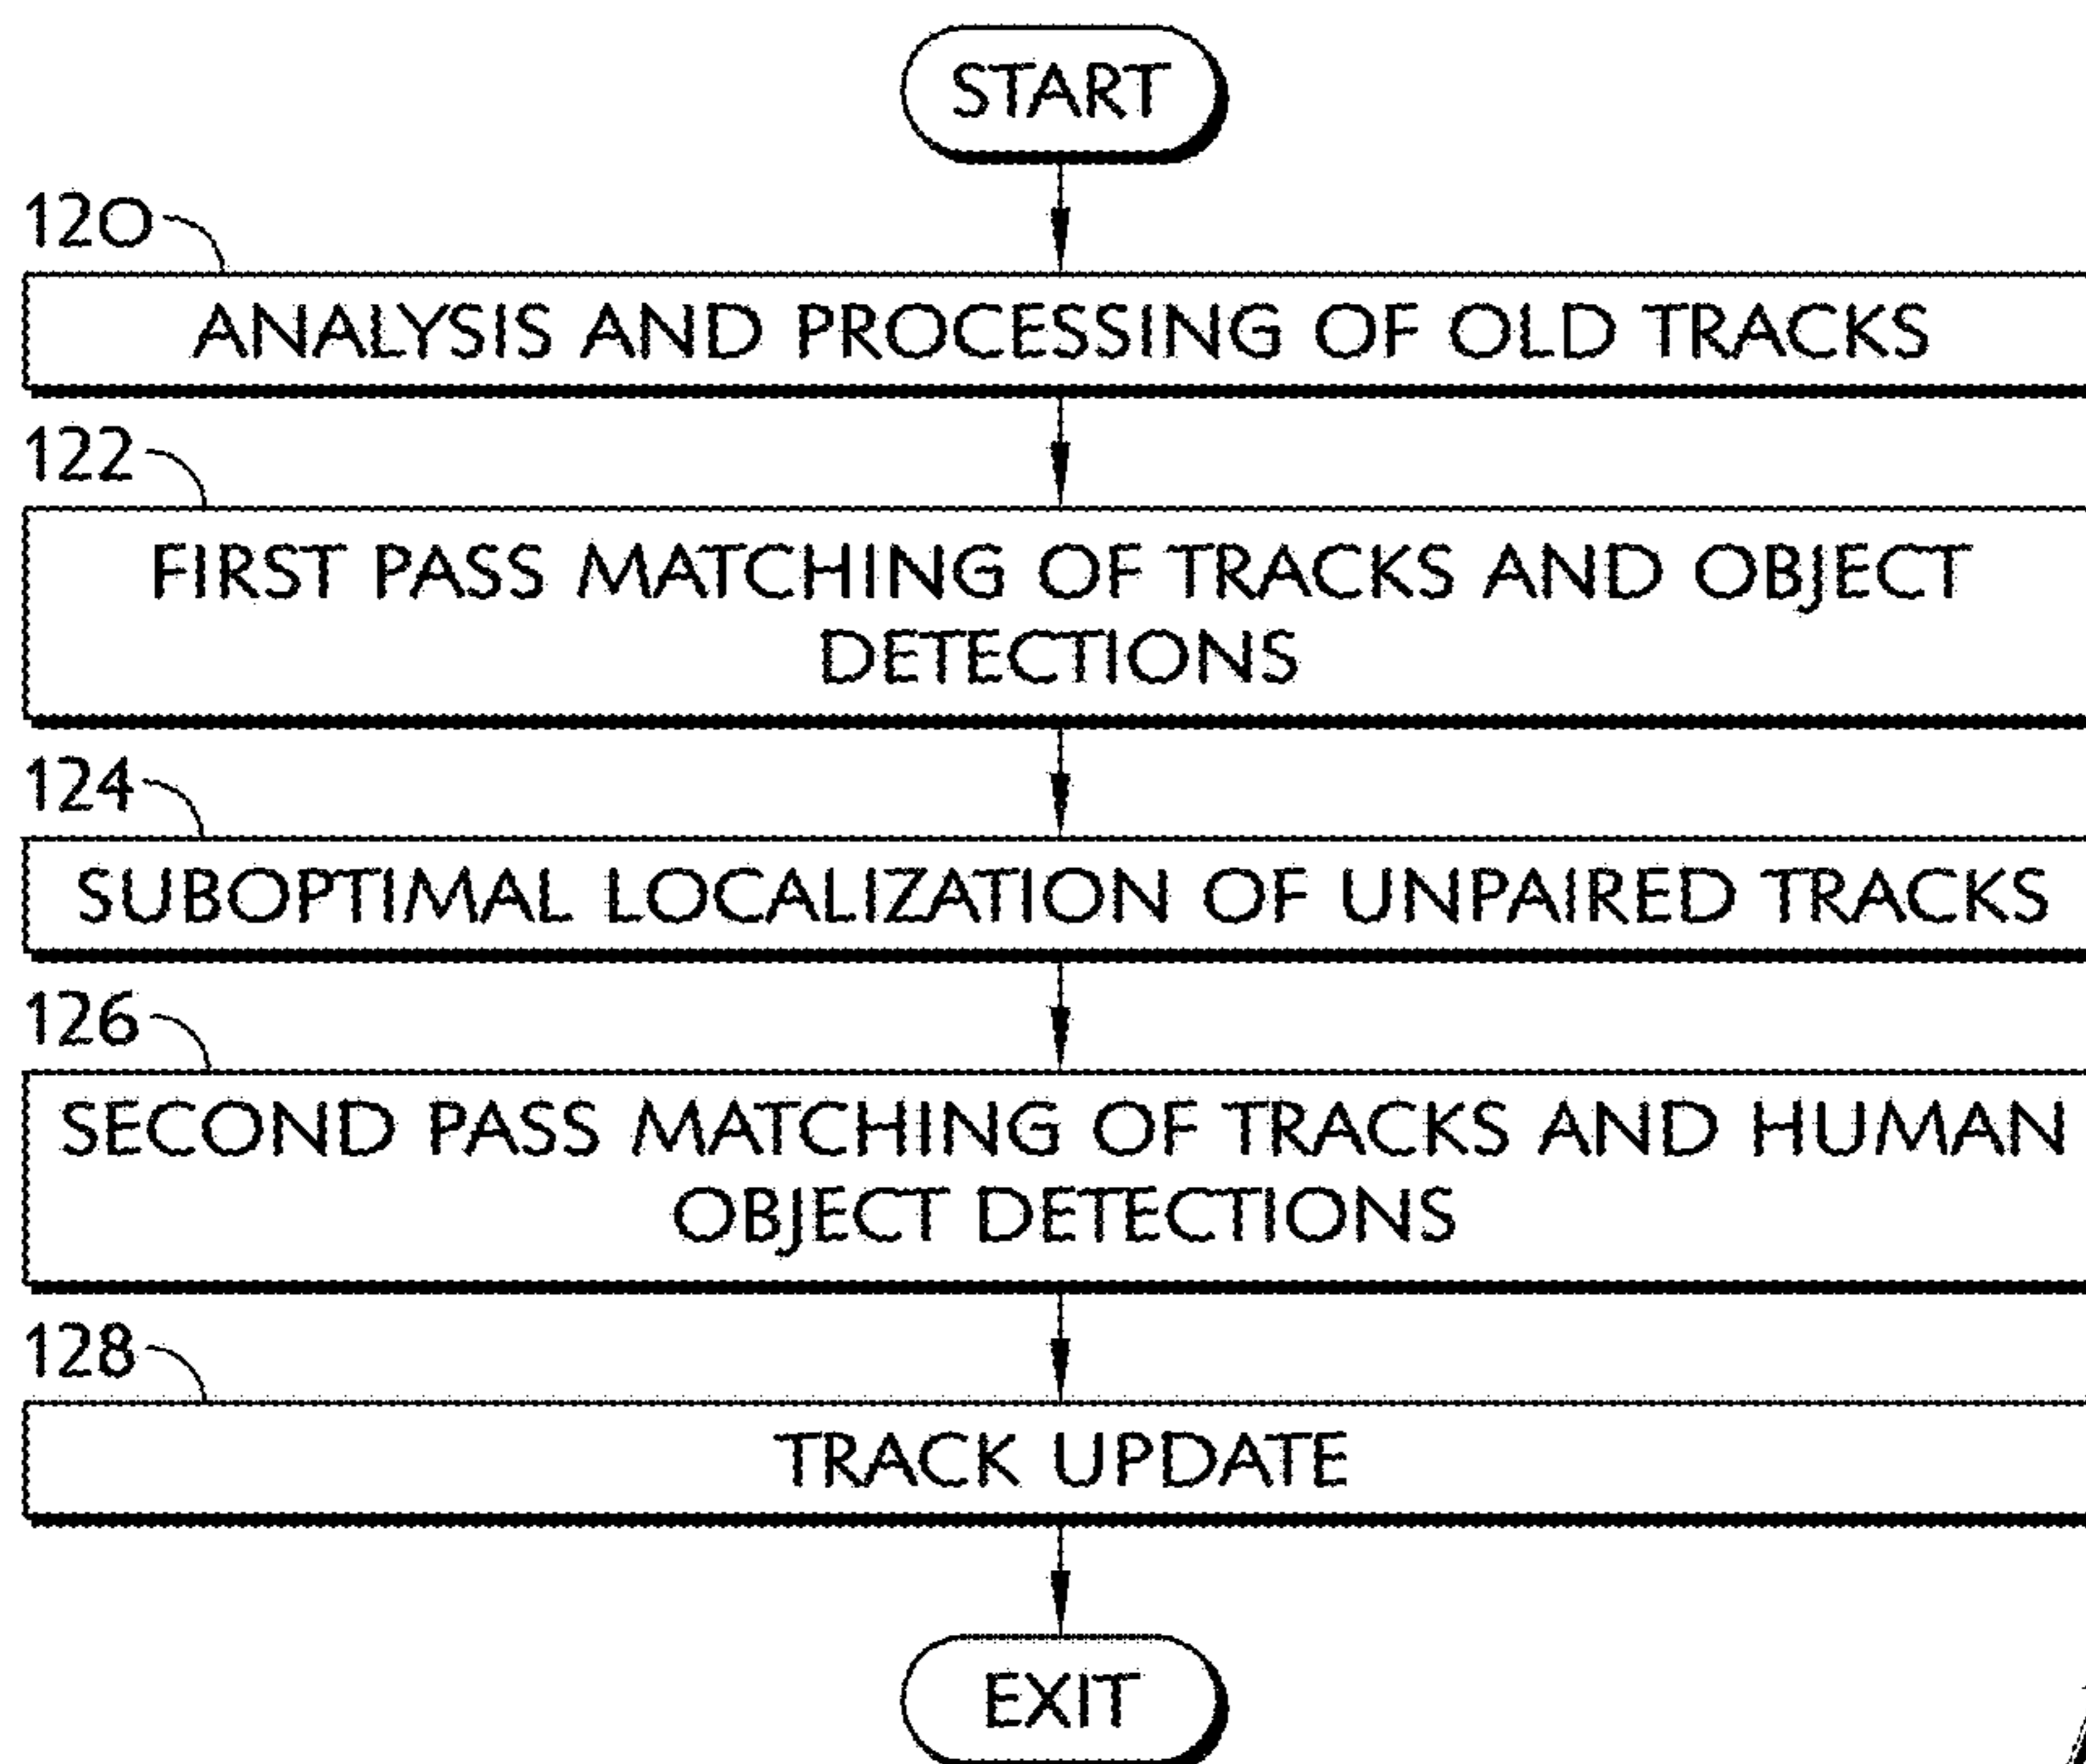 START
120
ANALYSIS AND PROCESSING OF OLD TRACKS
122
FIRST PASS MATCHING OF TRACKS AND OBJECT
DETECTIONS
124
SUBOPTIMAL LOCALIZATION OF UNPAIRED TRACKS
126
SECOND PASS MATCHING OF TRACKS AND HUMAN
OBJECT DETECTIONS
128
TRACK UPDATE
EXIT